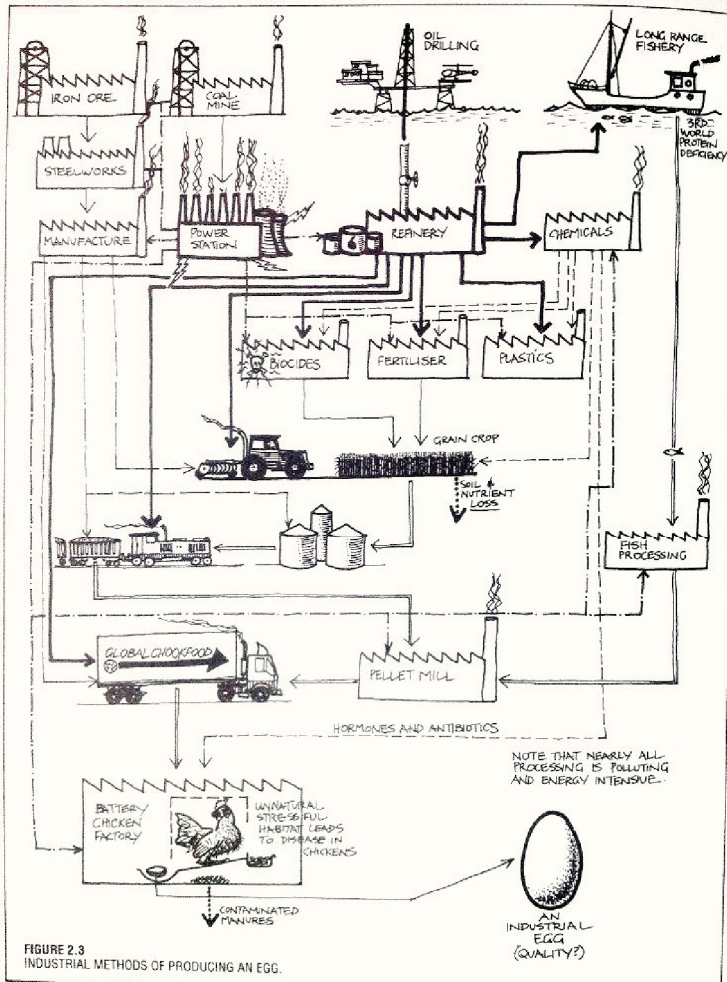 IRON ORE
COAL
MINE
OIL
DRILLING
LONG RANGE
FISHERY
3RD-
WORLD
PROTEIN
DEFICIENCY
STEELWORKS
MANUFACTURE
POWER
STATION
REFINERY
CHEMICALS
BIOCIDES
FERTILISER
PLASTICS
GRAIN CROP
SOIL &
NUTRIENT
LOSS
FISH
PROCESSING
GLOBAL CHOOKFOOD
PELLET MILL
HORMONES AND ANTIBIOTICS
NOTE THAT NEARLY ALL
PROCESSING IS POLLUTING
AND ENERGY INTENSIVE.
BATTERY
CHICKEN
FACTORY
UNNATURAL
STRESSFUL
HABITAT LEADS
TO DISEASE IN
CHICKENS
CONTAMINATED
MANURES
AN
INDUSTRIAL
EGG
(QUALITY?)
FIGURE 2.3
INDUSTRIAL METHODS OF PRODUCING AN EGG.